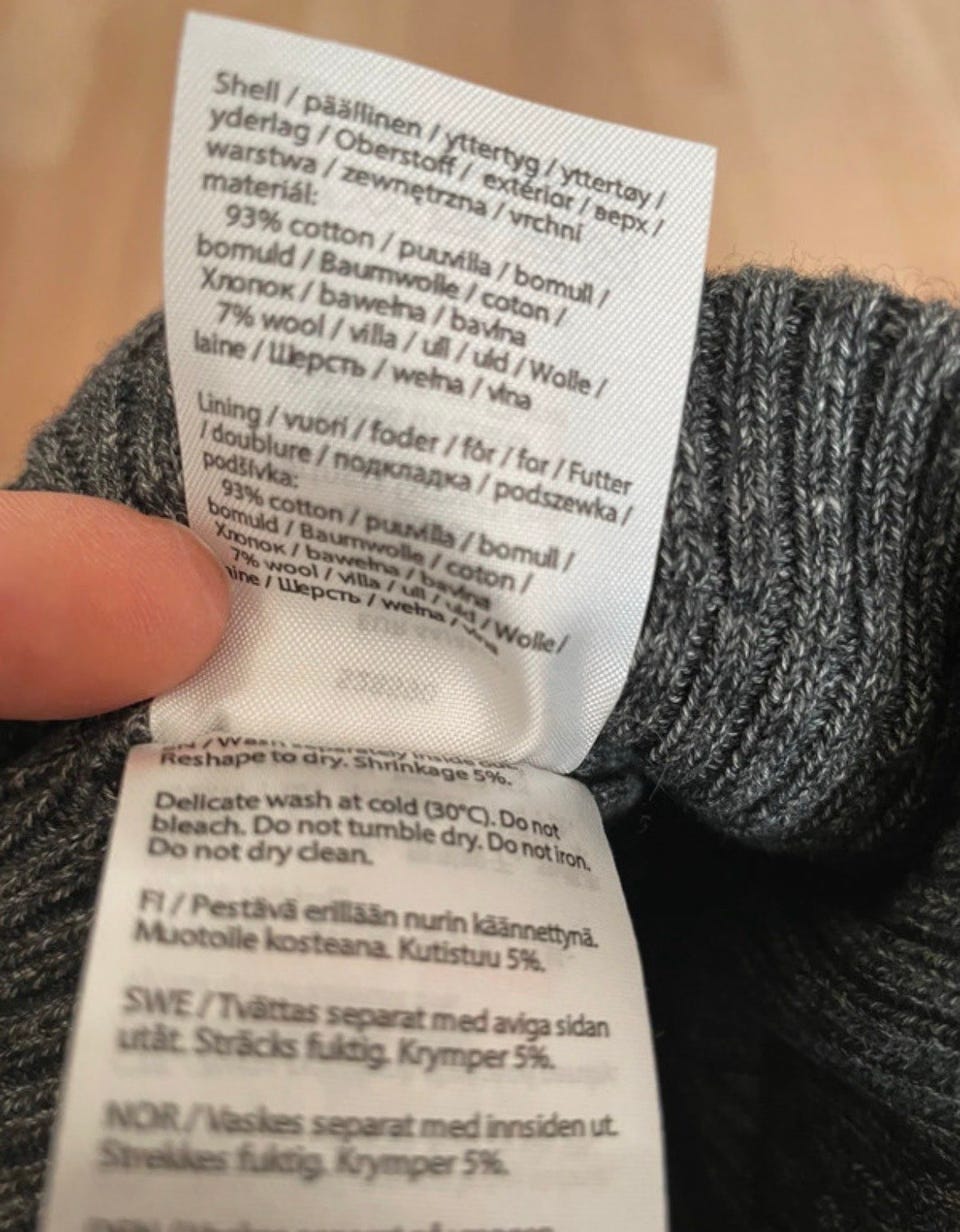 Shell / päällinen / yttertyg / yttertøy /
yderlag / Oberstoff / extérior / верх /
warstwa / zewnętrzna / vrchní
materiál:
93% cotton / puuvilla / bomull /
bomuld / Baumwolle / coton /
Хлопок / bawełna / bavlna
7% wool / villa / ull / uld / Wolle /
laine / Шерсть / wełna / vlna
Lining / vuori / foder / fôr / for / Futter
/ doublure / подкладка / podszewka /
podšívka:
93% cotton / puuvilla / bomull /
bomuld / Baumwolle / coton /
Хлопок / bawełna / bavlna
7% wool / villa / ull / uld / Wolle /
laine / Шерсть / wełna / vlna
EN / Wash separately inside out.
Reshape to dry. Shrinkage 5%.
Delicate wash at cold (30°C). Do not
bleach. Do not tumble dry. Do not iron.
Do not dry clean.
FI / Pestävä erillään nurin käännettynä.
Muotoile kosteana. Kutistuu 5%.
SWE / Tvättas separat med aviga sidan
utåt. Sträcks fuktig. Krymper 5%.
NOR / Vaskes separat med innsiden ut.
Strekkes fuktig. Krymper 5%.